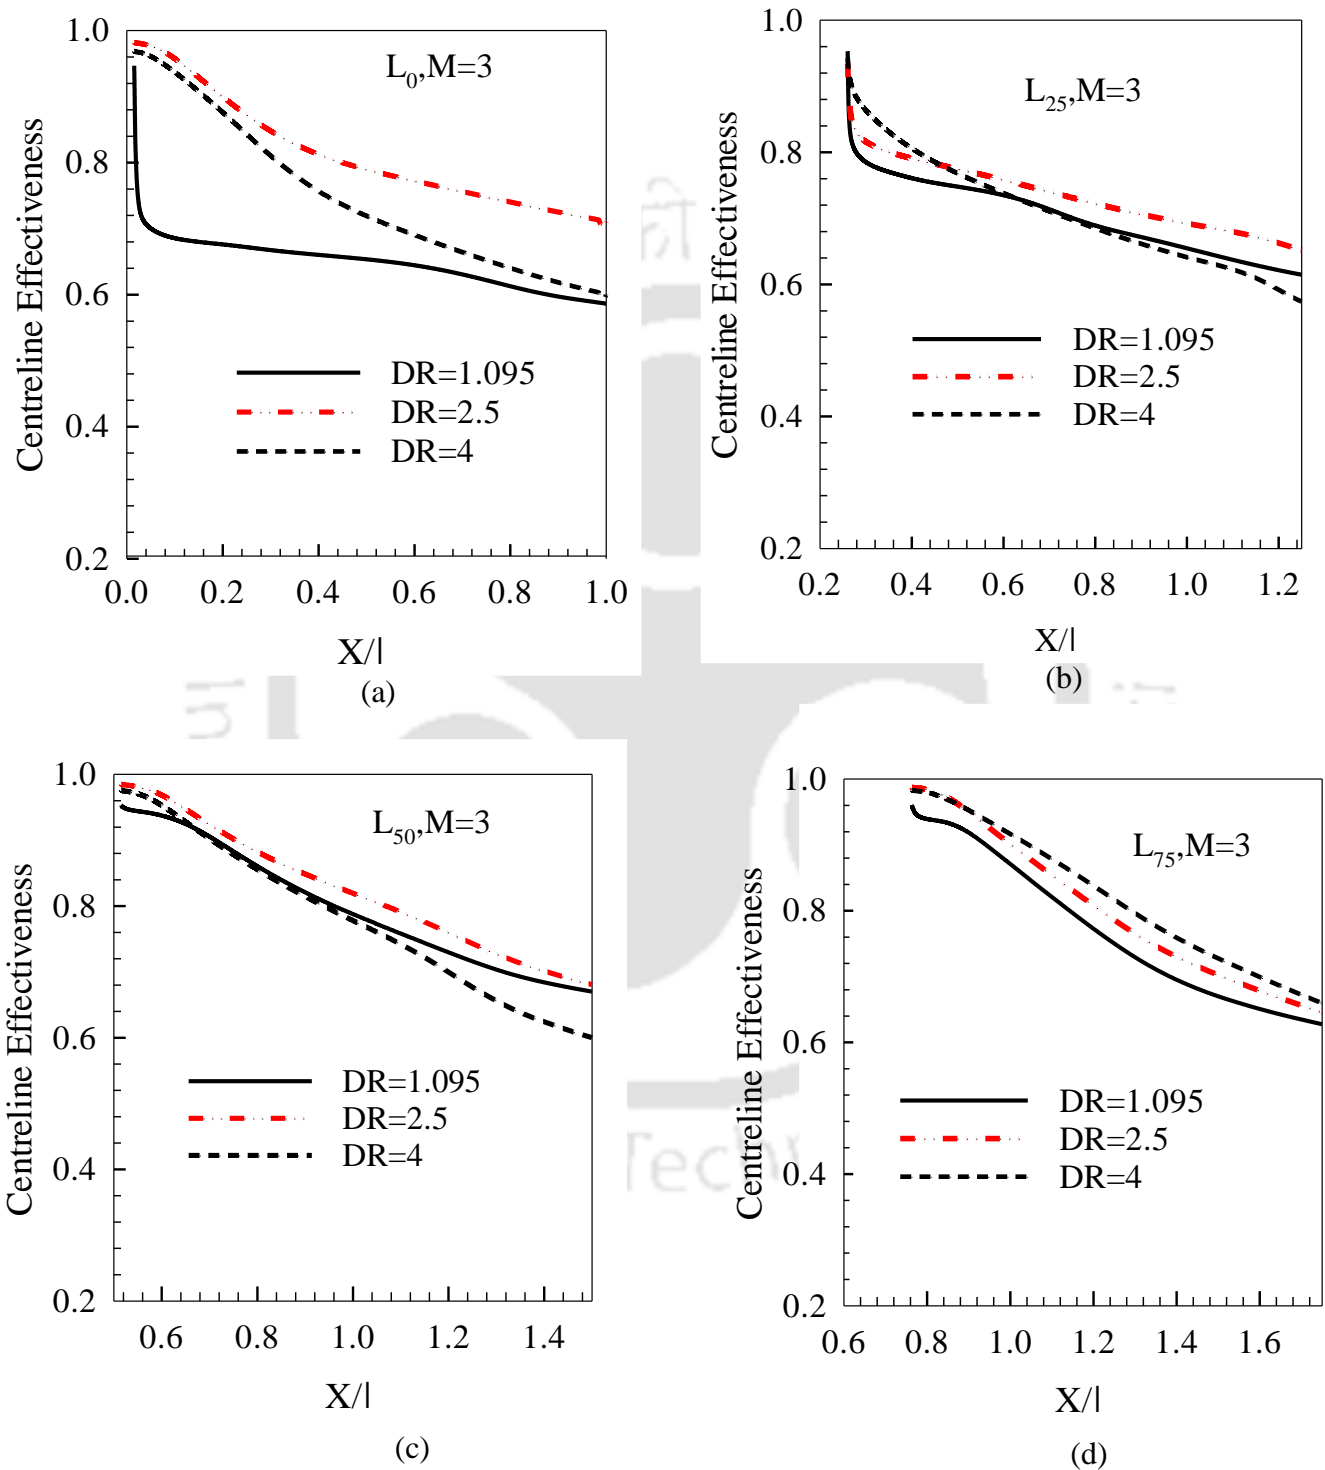 1.0
0.8
0.6
0.4
0.2
Centreline Effectiveness
L0,M=3
DR=1.095
DR=2.5
DR=4
0.0 0.2 0.4 0.6 0.8 1.0
X/l
(a)
1.0
0.8
0.6
0.4
0.2
Centreline Effectiveness
L25,M=3
DR=1.095
DR=2.5
DR=4
0.2 0.4 0.6 0.8 1.0 1.2
X/l
(b)
1.0
0.8
0.6
0.4
0.2
Centreline Effectiveness
L50,M=3
DR=1.095
DR=2.5
DR=4
0.6 0.8 1.0 1.2 1.4
X/l
(c)
1.0
0.8
0.6
0.4
0.2
Centreline Effectiveness
L75,M=3
DR=1.095
DR=2.5
DR=4
0.6 0.8 1.0 1.2 1.4 1.6
X/l
(d)